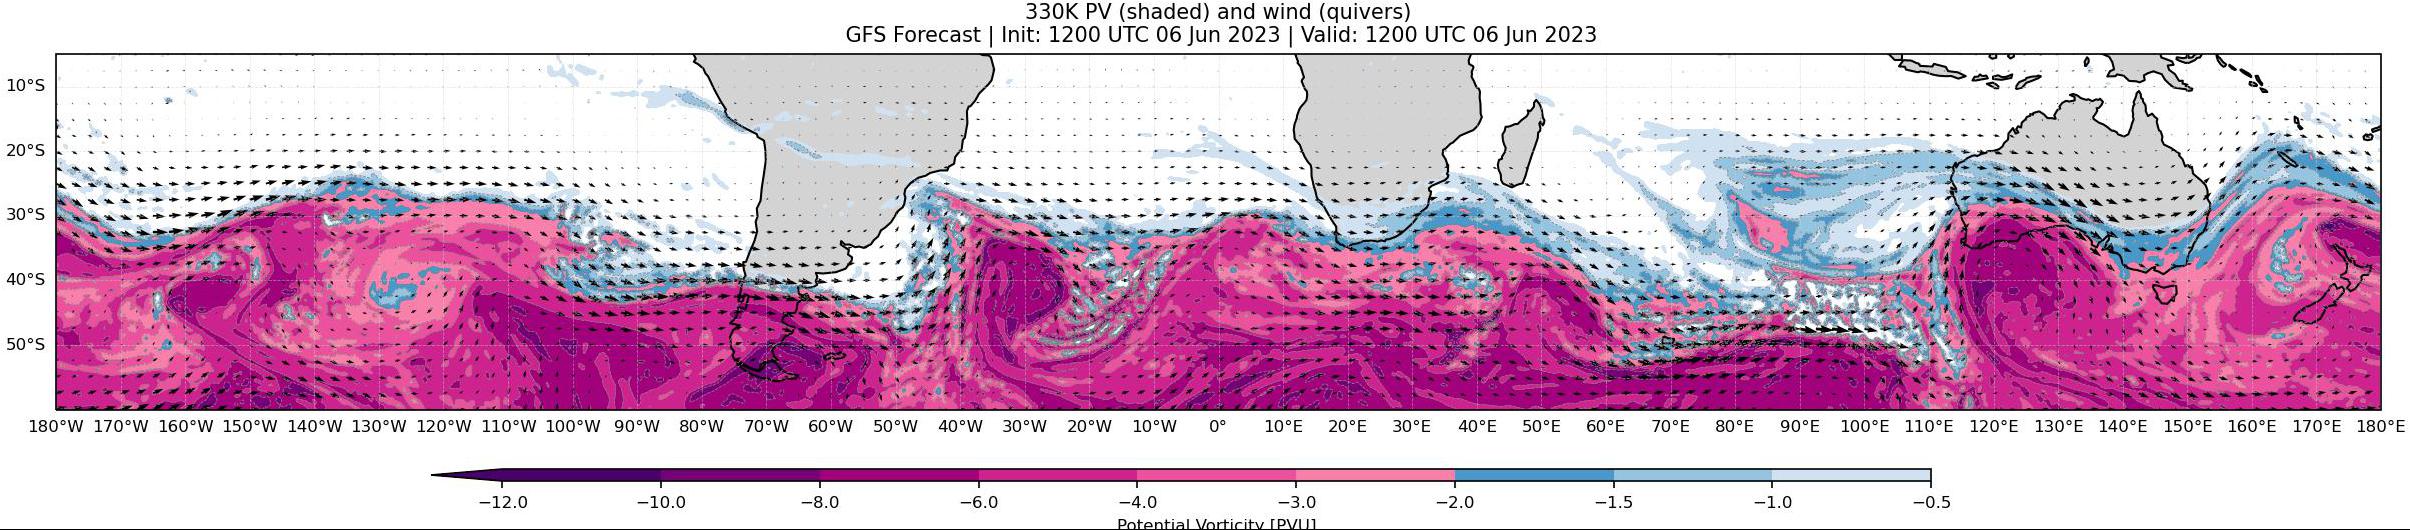 330K PV (shaded) and wind (quivers)
GFS Forecast | Init: 1200 UTC 06 Jun 2023 | Valid: 1200 UTC 06 Jun 2023
10°S
20°S
30°S
40°S
50°S
180°W 170°W 160°W 150°W 140°W 130°W 120°W 110°W 100°W 90°W 80°W 70°W 60°W 50°W 40°W 30°W 20°W 10°W 0° 10°E 20°E 30°E 40°E 50°E 60°E 70°E 80°E 90°E 100°E 110°E 120°E 130°E 140°E 150°E 160°E 170°E 180°E
−12.0 −10.0 −8.0 −6.0 −4.0 −3.0 −2.0 −1.5 −1.0 −0.5
Potential Vorticity [PVU]